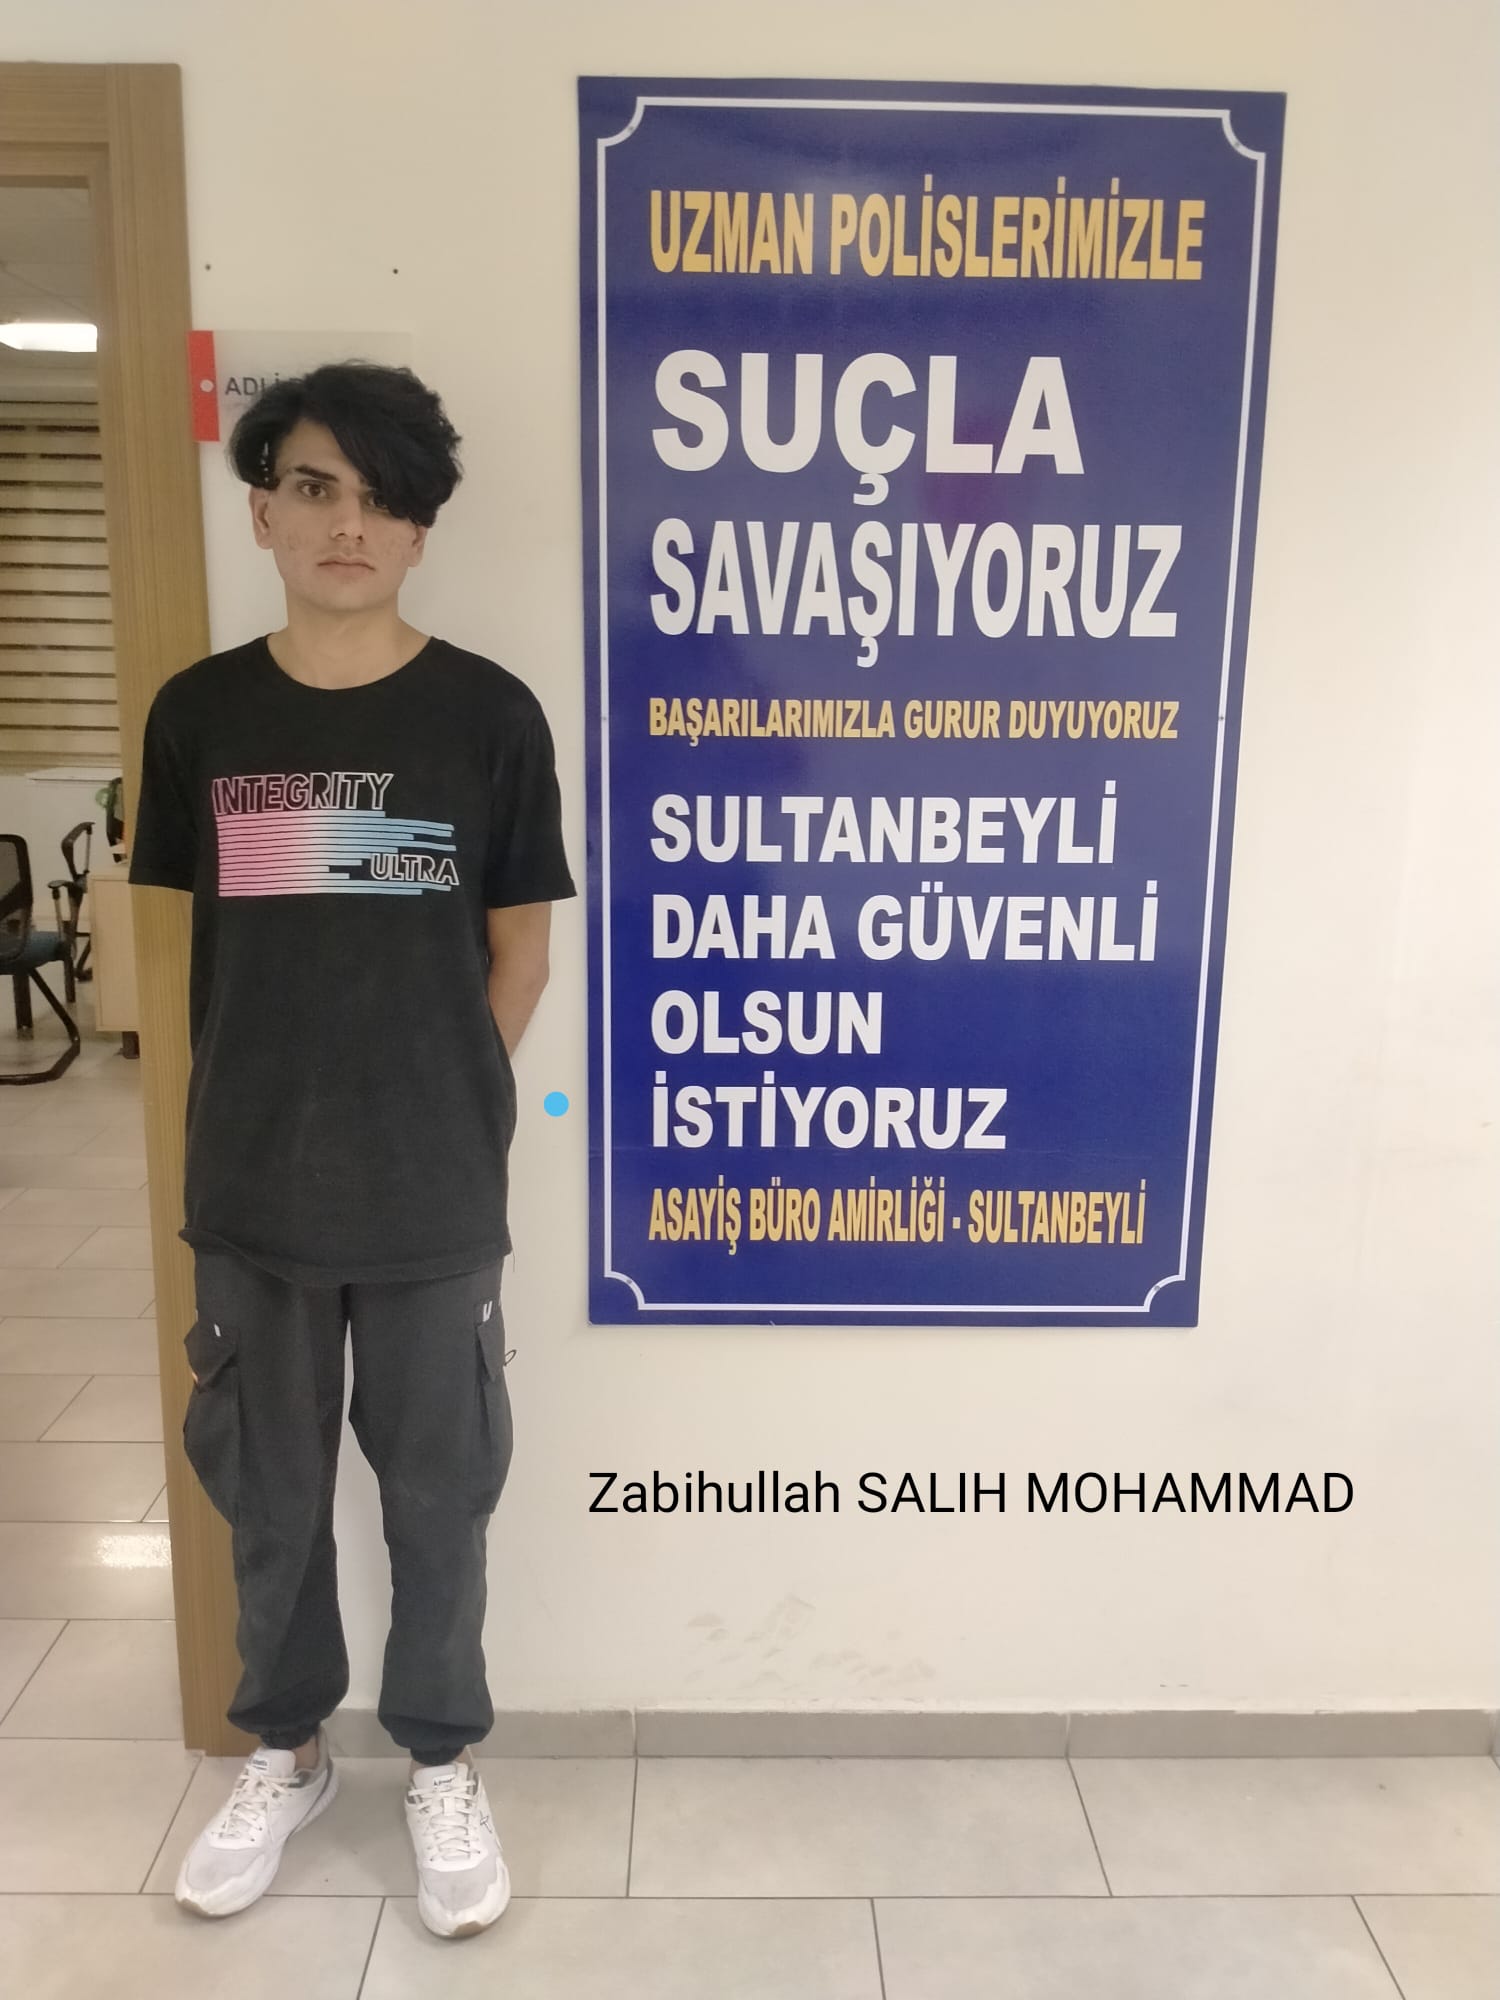 UZMAN POLİSLERİMİZLE
SUÇLA
SAVAŞIYORUZ
BAŞARILARIMIZLA GURUR DUYUYORUZ
SULTANBEYLİ
DAHA GÜVENLİ
OLSUN
İSTİYORUZ
ASAYİŞ BÜRO AMİRLİĞİ - SULTANBEYLİ
ADLİ
INTEGRITY
ULTRA
Zabihullah SALIH MOHAMMAD